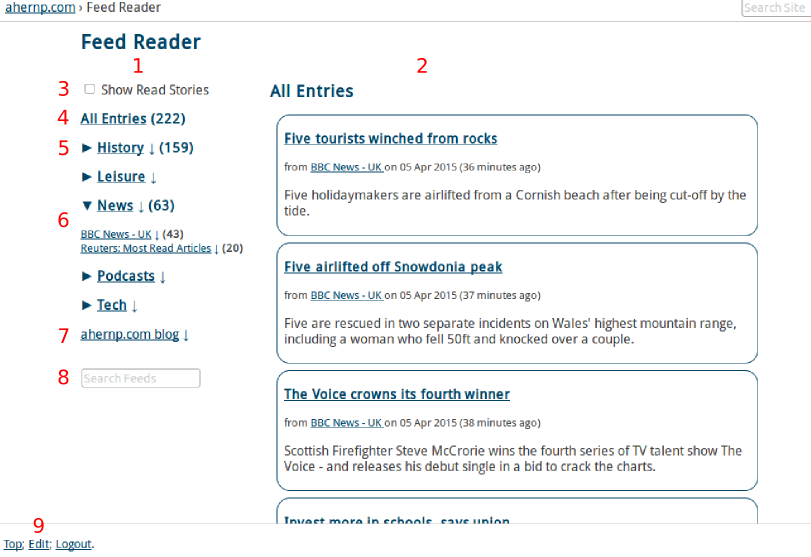 ahernp.com › Feed Reader
Search Site
Feed Reader
1
2
3 Show Read Stories
4 All Entries (222)
5 ▶ History ↓ (159)
▶ Leisure ↓
▼ News ↓ (63)
6
BBC News - UK ↓ (43)
Reuters: Most Read Articles ↓ (20)
▶ Podcasts ↓
▶ Tech ↓
7 ahernp.com blog ↓
8 Search Feeds
All Entries
Five tourists winched from rocks
from BBC News - UK on 05 Apr 2015 (36 minutes ago)
Five holidaymakers are airlifted from a Cornish beach after being cut-off by the
tide.
Five airlifted off Snowdonia peak
from BBC News - UK on 05 Apr 2015 (37 minutes ago)
Five are rescued in two separate incidents on Wales' highest mountain range,
including a woman who fell 50ft and knocked over a couple.
The Voice crowns its fourth winner
from BBC News - UK on 05 Apr 2015 (38 minutes ago)
Scottish Firefighter Steve McCrorie wins the fourth series of TV talent show The
Voice - and releases his debut single in a bid to crack the charts.
Invest more in schools, says union
9
Top; Edit; Logout.